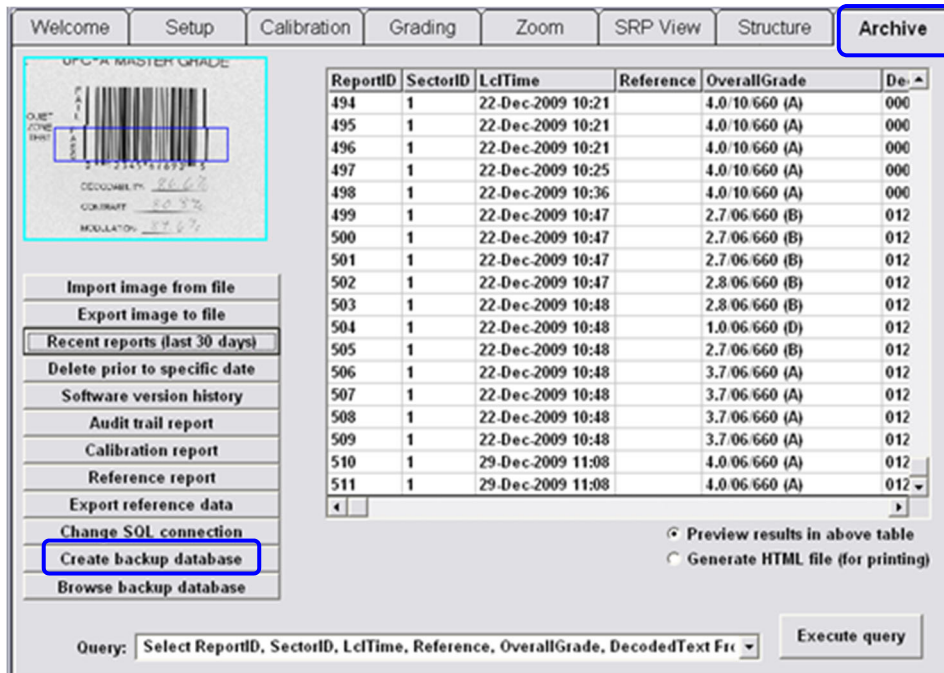 Welcome Setup Calibration Grading Zoom SRP View Structure Archive
UPC-A MASTER GRADE
QUIET
ZONE
FAIL
PASS
DECODABILITY
CONTRAST
MODULATION
Import image from file
Export image to file
Recent reports (last 30 days)
Delete prior to specific date
Software version history
Audit trail report
Calibration report
Reference report
Export reference data
Change SQL connection
Create backup database
Browse backup database
ReportID SectorID LclTime Reference OverallGrade De
494 1 22-Dec-2009 10:21 4.0/10/660 (A) 000
495 1 22-Dec-2009 10:21 4.0/10/660 (A) 000
496 1 22-Dec-2009 10:21 4.0/10/660 (A) 000
497 1 22-Dec-2009 10:25 4.0/10/660 (A) 000
498 1 22-Dec-2009 10:36 4.0/10/660 (A) 000
499 1 22-Dec-2009 10:47 2.7/06/660 (B) 012
500 1 22-Dec-2009 10:47 2.7/06/660 (B) 012
501 1 22-Dec-2009 10:47 2.7/06/660 (B) 012
502 1 22-Dec-2009 10:47 2.8/06/660 (B) 012
503 1 22-Dec-2009 10:48 2.8/06/660 (B) 012
504 1 22-Dec-2009 10:48 1.0/06/660 (D) 012
505 1 22-Dec-2009 10:48 2.7/06/660 (B) 012
506 1 22-Dec-2009 10:48 3.7/06/660 (A) 012
507 1 22-Dec-2009 10:48 3.7/06/660 (A) 012
508 1 22-Dec-2009 10:48 3.7/06/660 (A) 012
509 1 22-Dec-2009 10:48 3.7/06/660 (A) 012
510 1 29-Dec-2009 11:08 4.0/06/660 (A) 012
511 1 29-Dec-2009 11:08 4.0/06/660 (A) 012
Preview results in above table
Generate HTML file (for printing)
Query: Select ReportID, SectorID, LclTime, Reference, OverallGrade, DecodedText Fr
Execute query